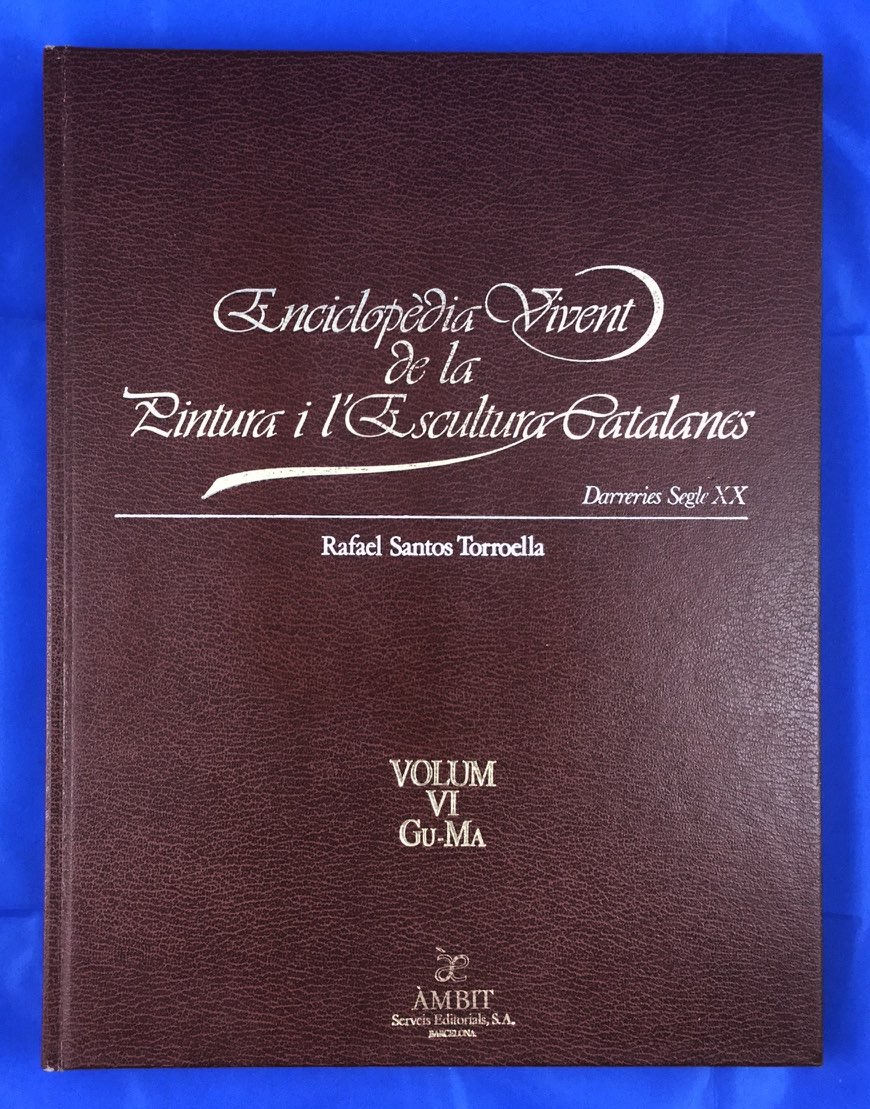 Enciclopèdia Vivent
de la
Pintura i l'Escultura Catalanes
Darreries Segle XX
Rafael Santos Torroella
VOLUM
VI
GU-MA
ÀMBIT
Serveis Editorials, S.A.
BARCELONA